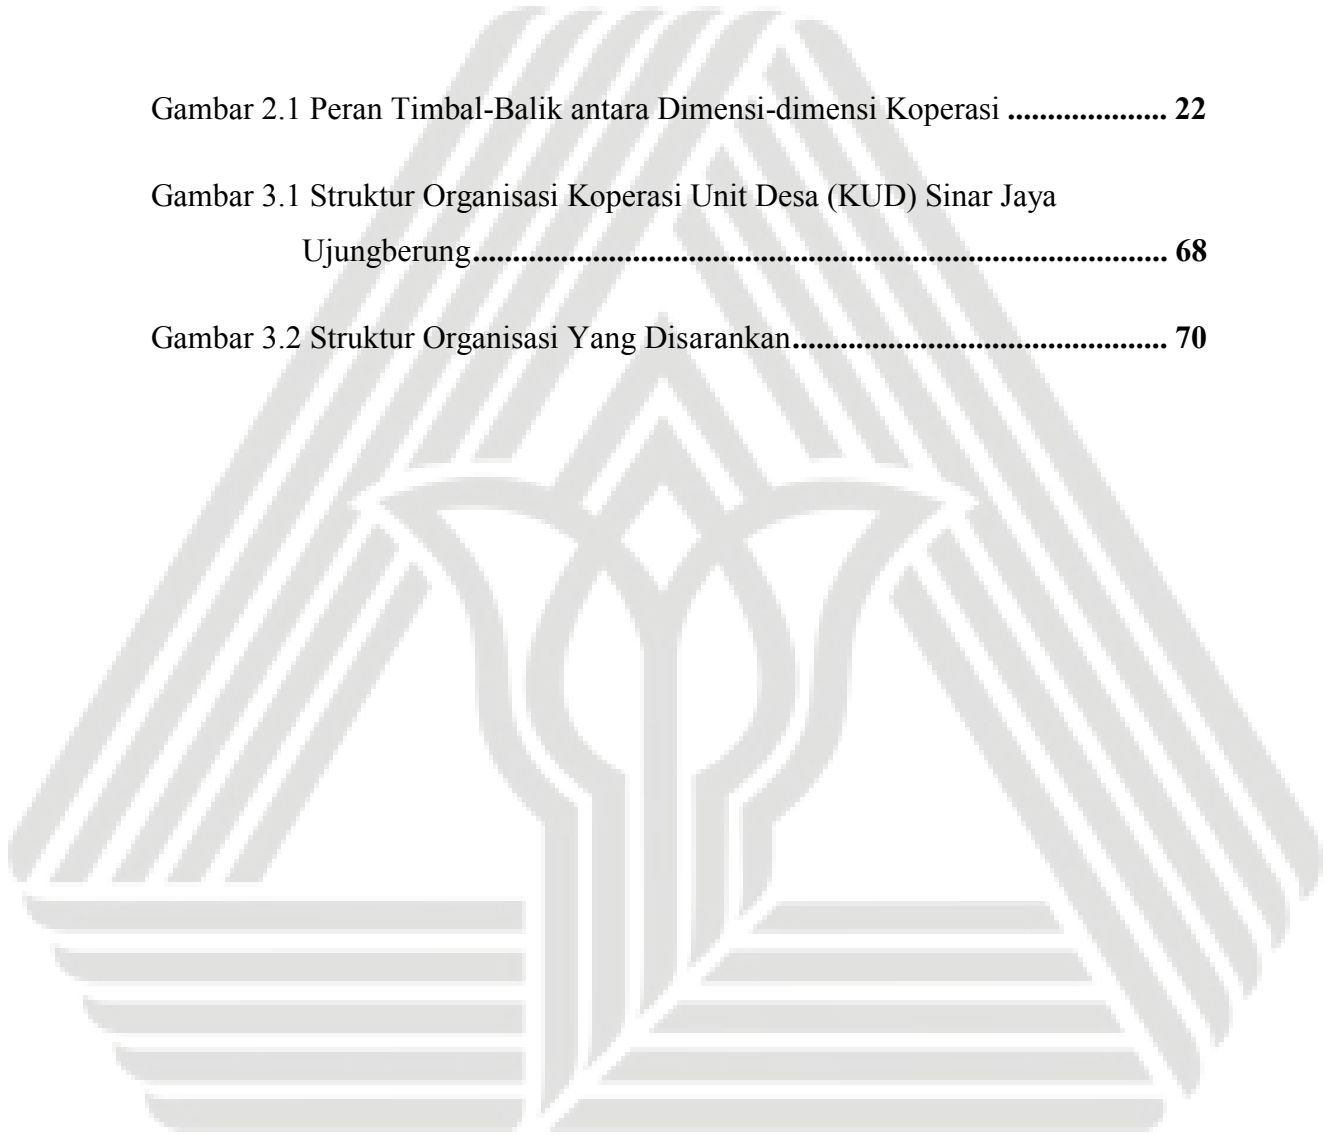 Gambar 2.1 Peran Timbal-Balik antara Dimensi-dimensi Koperasi .................... 22
Gambar 3.1 Struktur Organisasi Koperasi Unit Desa (KUD) Sinar Jaya
Ujungberung....................................................................................... 68
Gambar 3.2 Struktur Organisasi Yang Disarankan............................................... 70